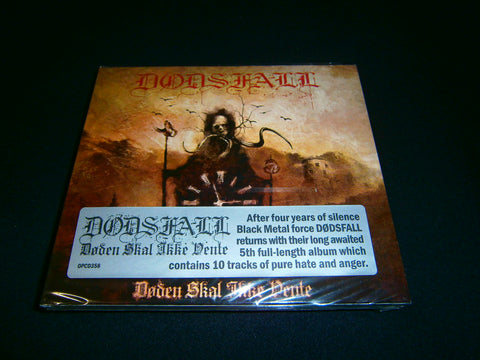 DØDSFALL
DØDSFALL
Døden Skal Ikke Vente
DPCD358
After four years of silence
Black Metal force DØDSFALL
returns with their long awaited
5th full-length album which
contains 10 tracks of pure hate and anger.
Døden Skal Ikke Vente